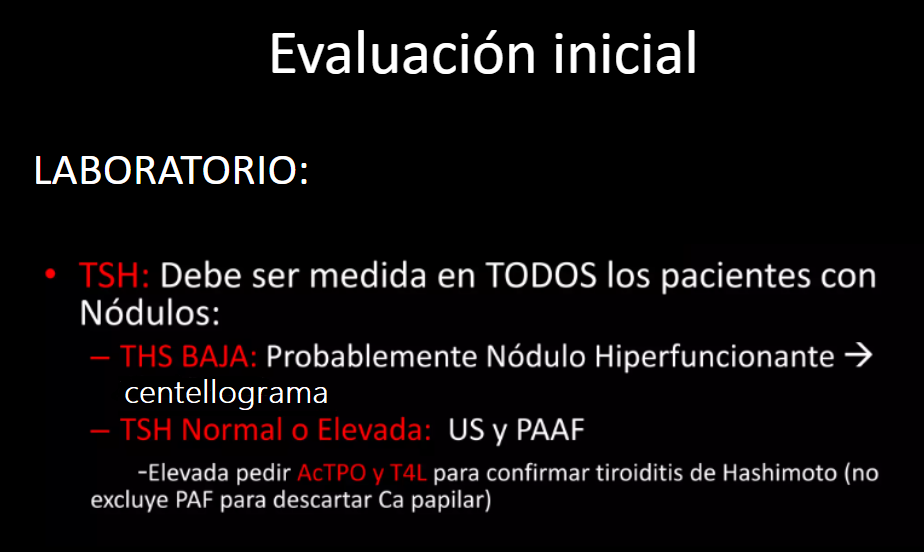 Evaluación inicial
LABORATORIO:
• TSH: Debe ser medida en TODOS los pacientes con
Nódulos:
– THS BAJA: Probablemente Nódulo Hiperfuncionante →
centellograma
– TSH Normal o Elevada: US y PAAF
-Elevada pedir AcTPO y T4L para confirmar tiroiditis de Hashimoto (no
excluye PAF para descartar Ca papilar)